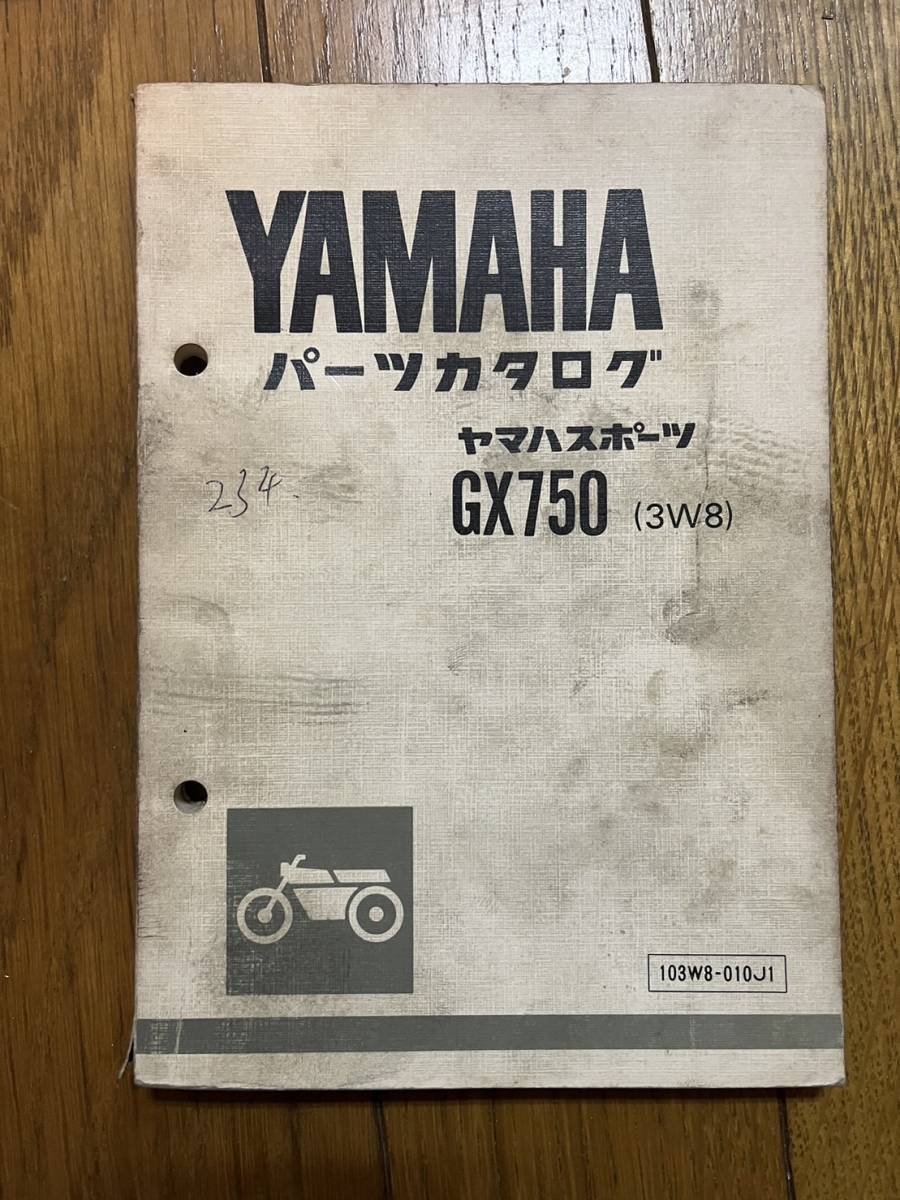 YAMAHA
パーツカタログ
ヤマハスポーツ
GX750 (3W8)
234.
103W8-010J1